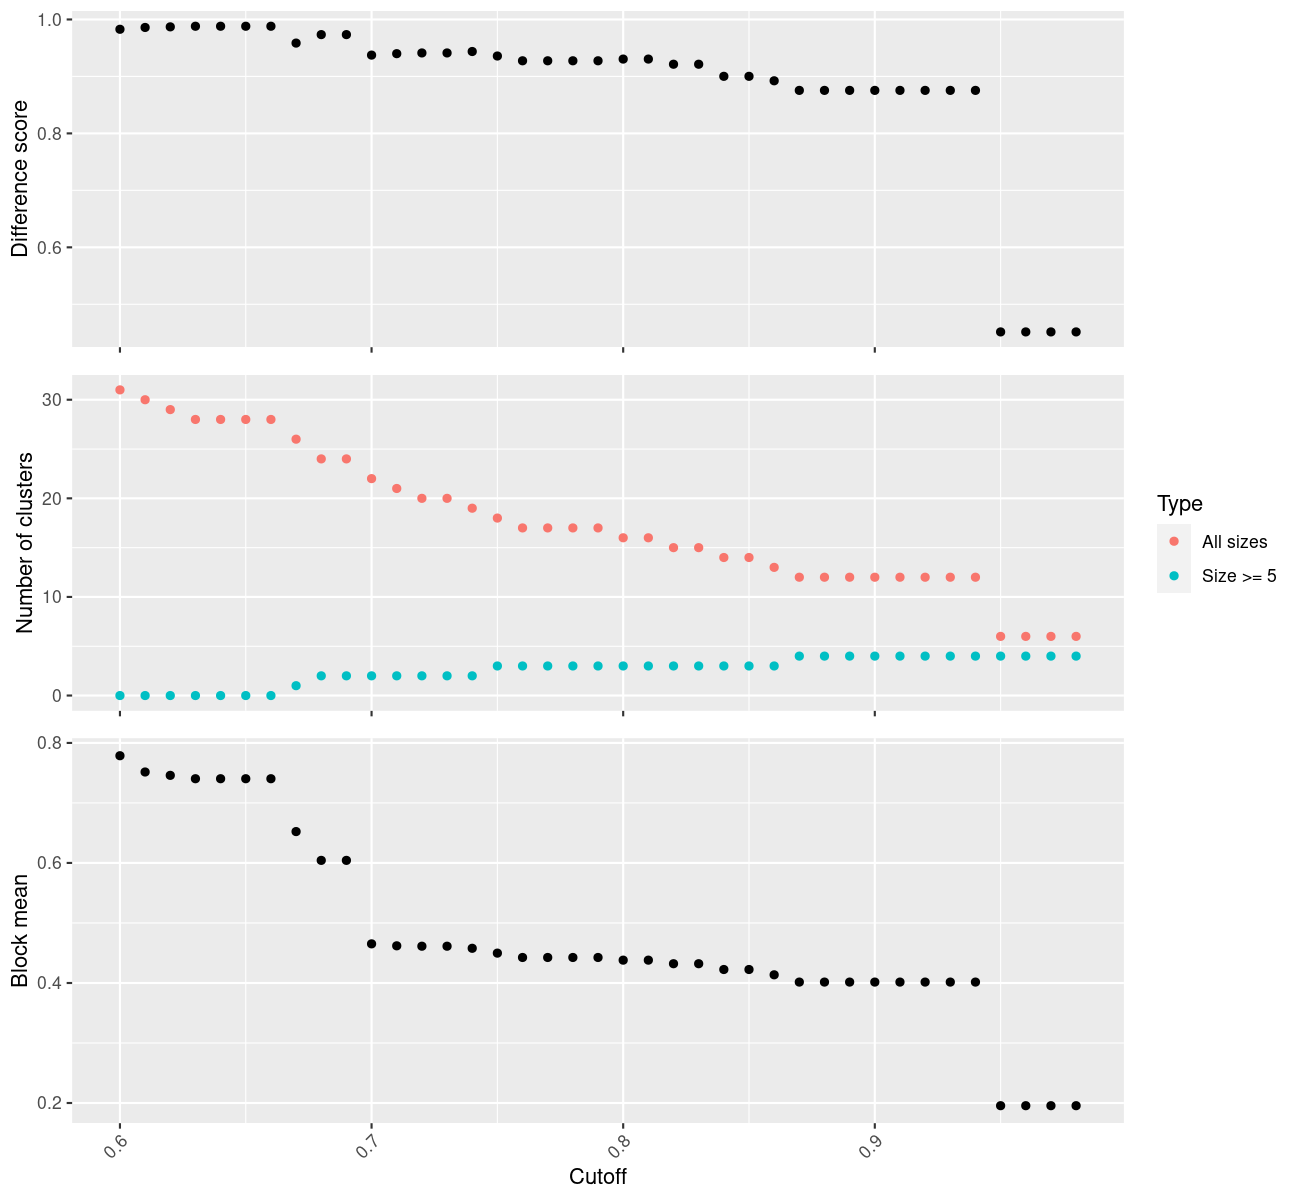 1.0
0.8
0.6
Difference score
30
20
10
0
Number of clusters
Type
All sizes
Size >= 5
0.8
0.6
0.4
0.2
Block mean
0.6
0.7
0.8
0.9
Cutoff